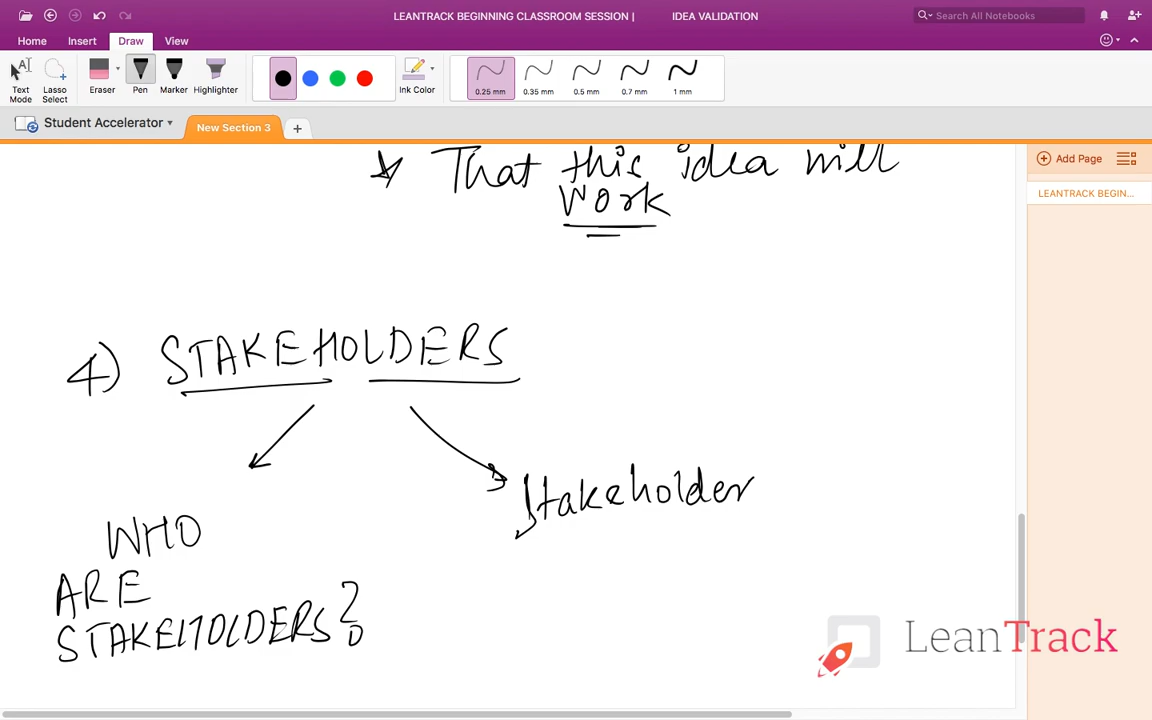 LEANTRACK BEGINNING CLASSROOM SESSION | IDEA VALIDATION
Search All Notebooks
Home Insert Draw View
Text Mode
Lasso Select
Eraser
Pen
Marker
Highlighter
Ink Color
0.25 mm 0.35 mm 0.5 mm 0.7 mm 1 mm
Student Accelerator
New Section 3
Add Page
LEANTRACK BEGIN...
That this idea will
Work
4) STAKEHOLDERS
Stakeholder
WHO
ARE
STAKEHOLDERS?
LeanTrack